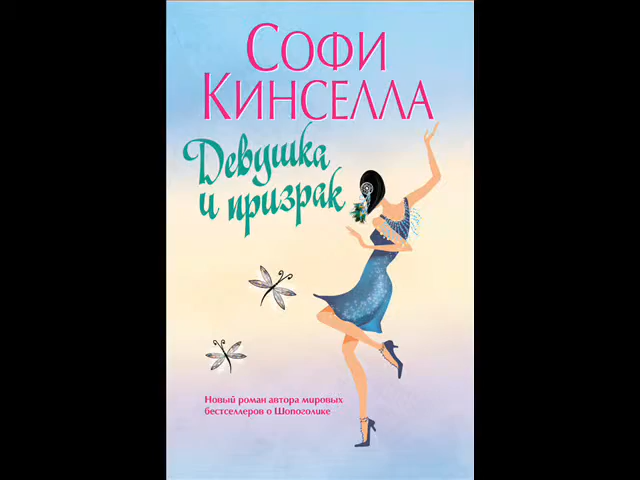 Софи
Кинселла
Девушка
и призрак
Новый роман автора мировых
бестселлеров о Шопоголике